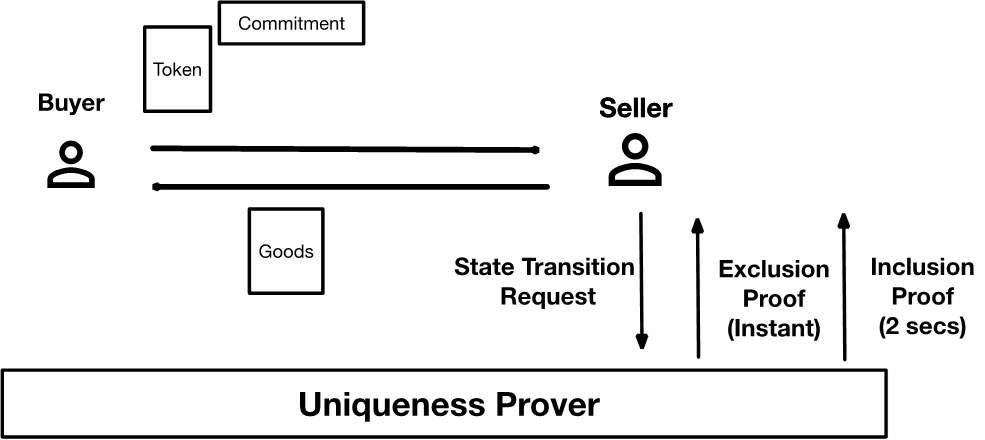 Commitment
Token
Buyer
Seller
Goods
State Transition
Request
Exclusion
Proof
(Instant)
Inclusion
Proof
(2 secs)
Uniqueness Prover